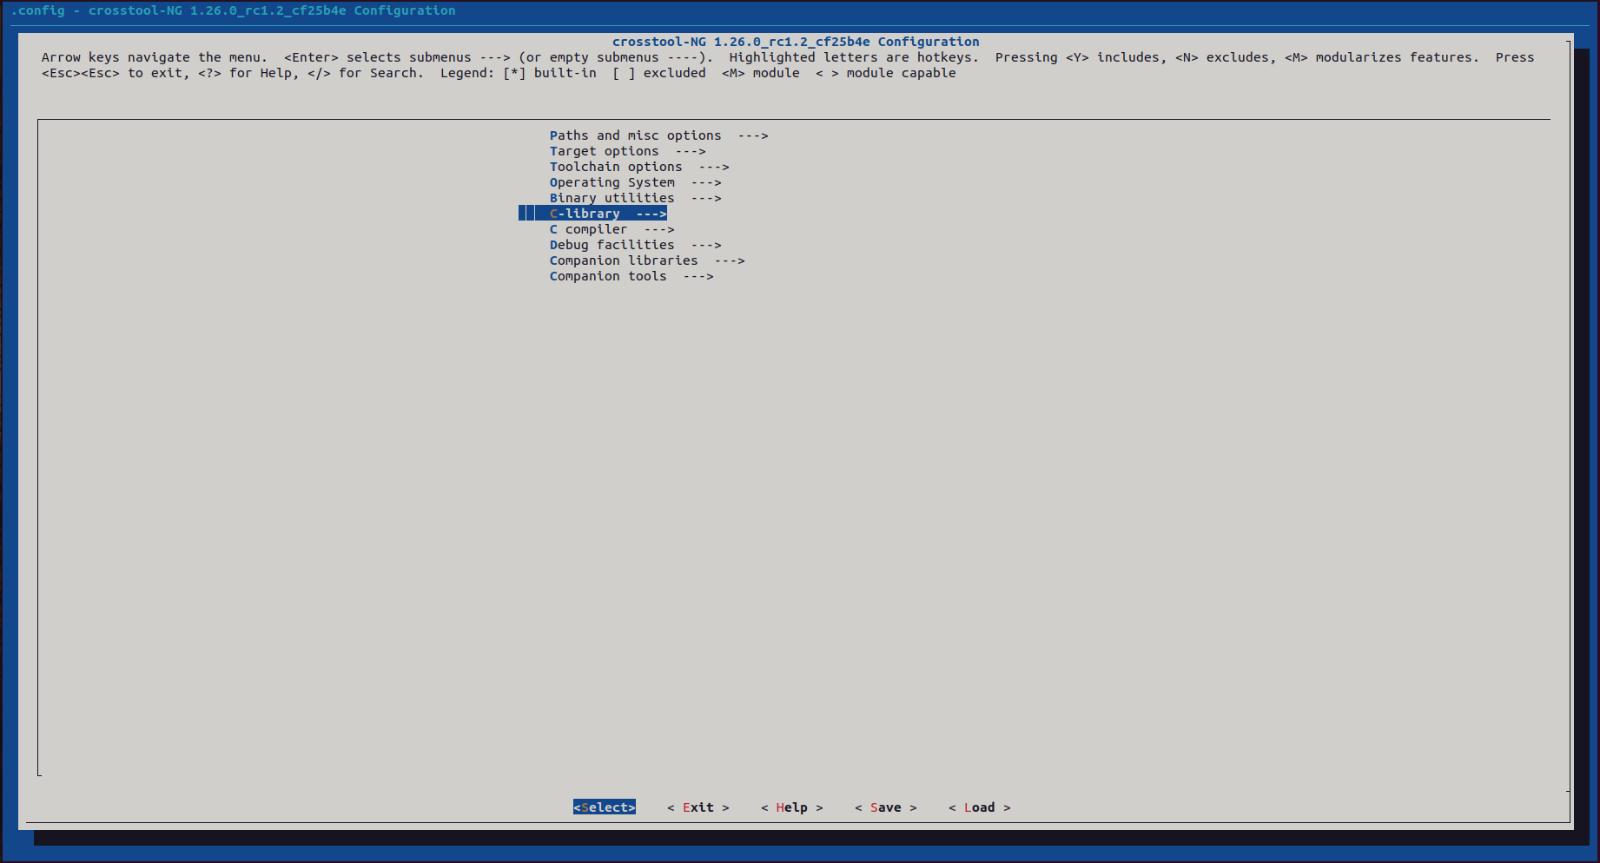 .config - crosstool-NG 1.26.0_rc1.2_cf25b4e Configuration
crosstool-NG 1.26.0_rc1.2_cf25b4e Configuration
Arrow keys navigate the menu.  <Enter> selects submenus ---> (or empty submenus ----).  Highlighted letters are hotkeys.  Pressing <Y> includes, <N> excludes, <M> modularizes features.  Press
<Esc><Esc> to exit, <?> for Help, </> for Search.  Legend: [*] built-in  [ ] excluded  <M> module  < > module capable
Paths and misc options  --->
Target options  --->
Toolchain options  --->
Operating System  --->
Binary utilities  --->
C-library  --->
C compiler  --->
Debug facilities  --->
Companion libraries  --->
Companion tools  --->
<Select>    < Exit >    < Help >    < Save >    < Load >